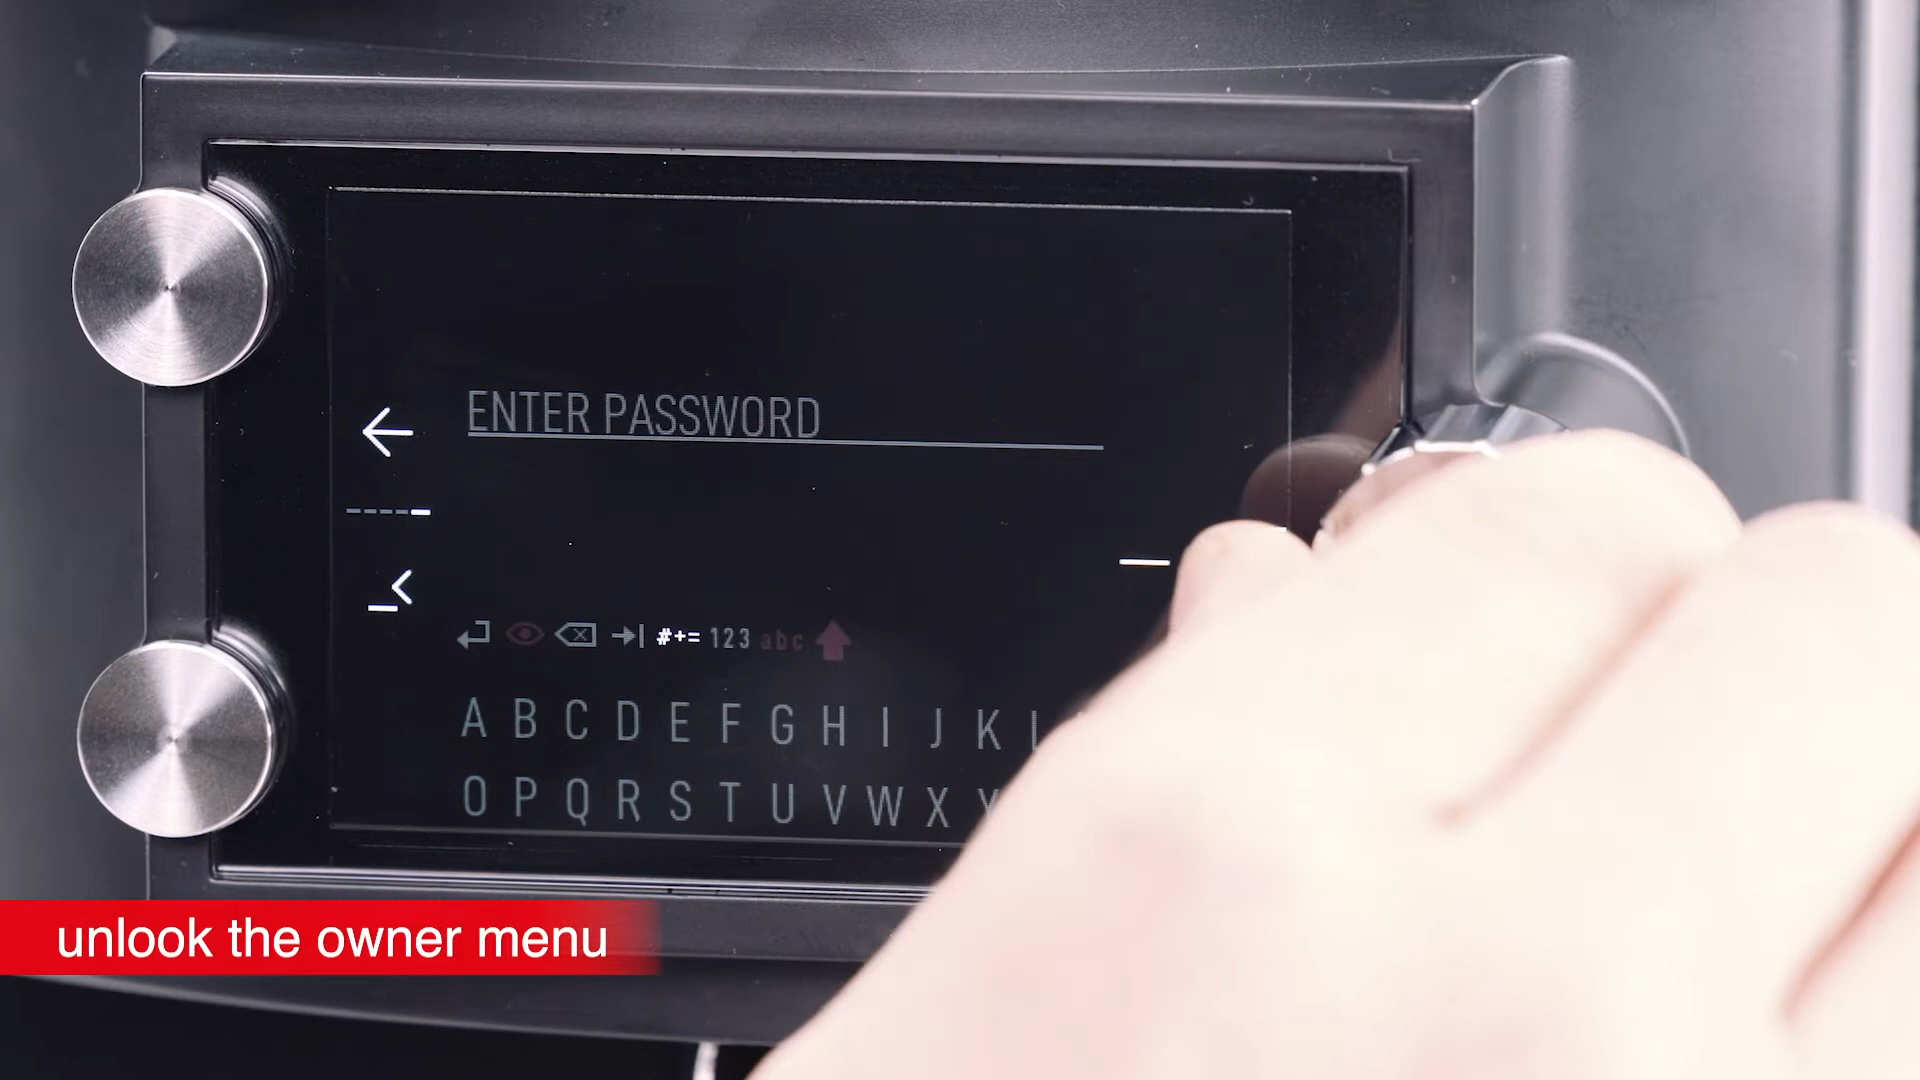 ENTER PASSWORD
#+= 123 abc
A B C D E F G H I J K L
O P Q R S T U V W X Y
unlook the owner menu